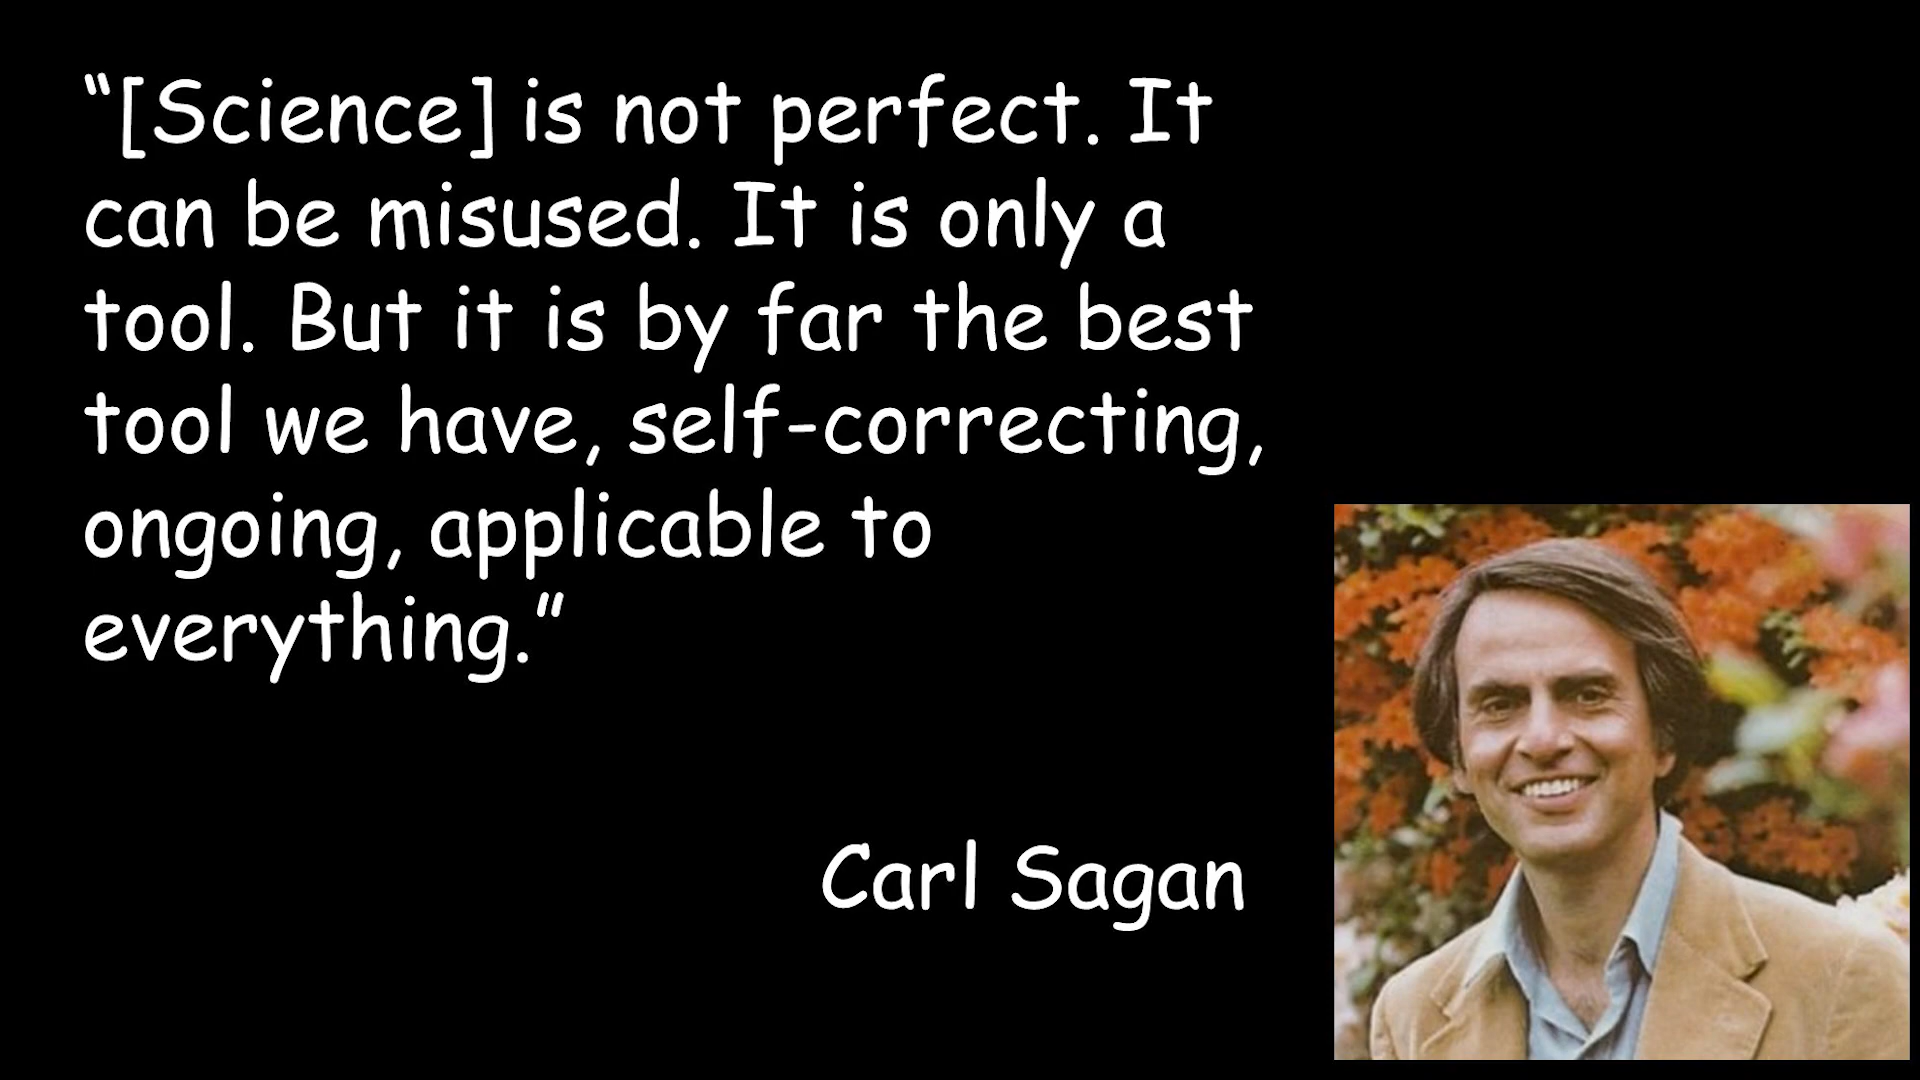 “[Science] is not perfect. It
can be misused. It is only a
tool. But it is by far the best
tool we have, self-correcting,
ongoing, applicable to
everything.”
Carl Sagan